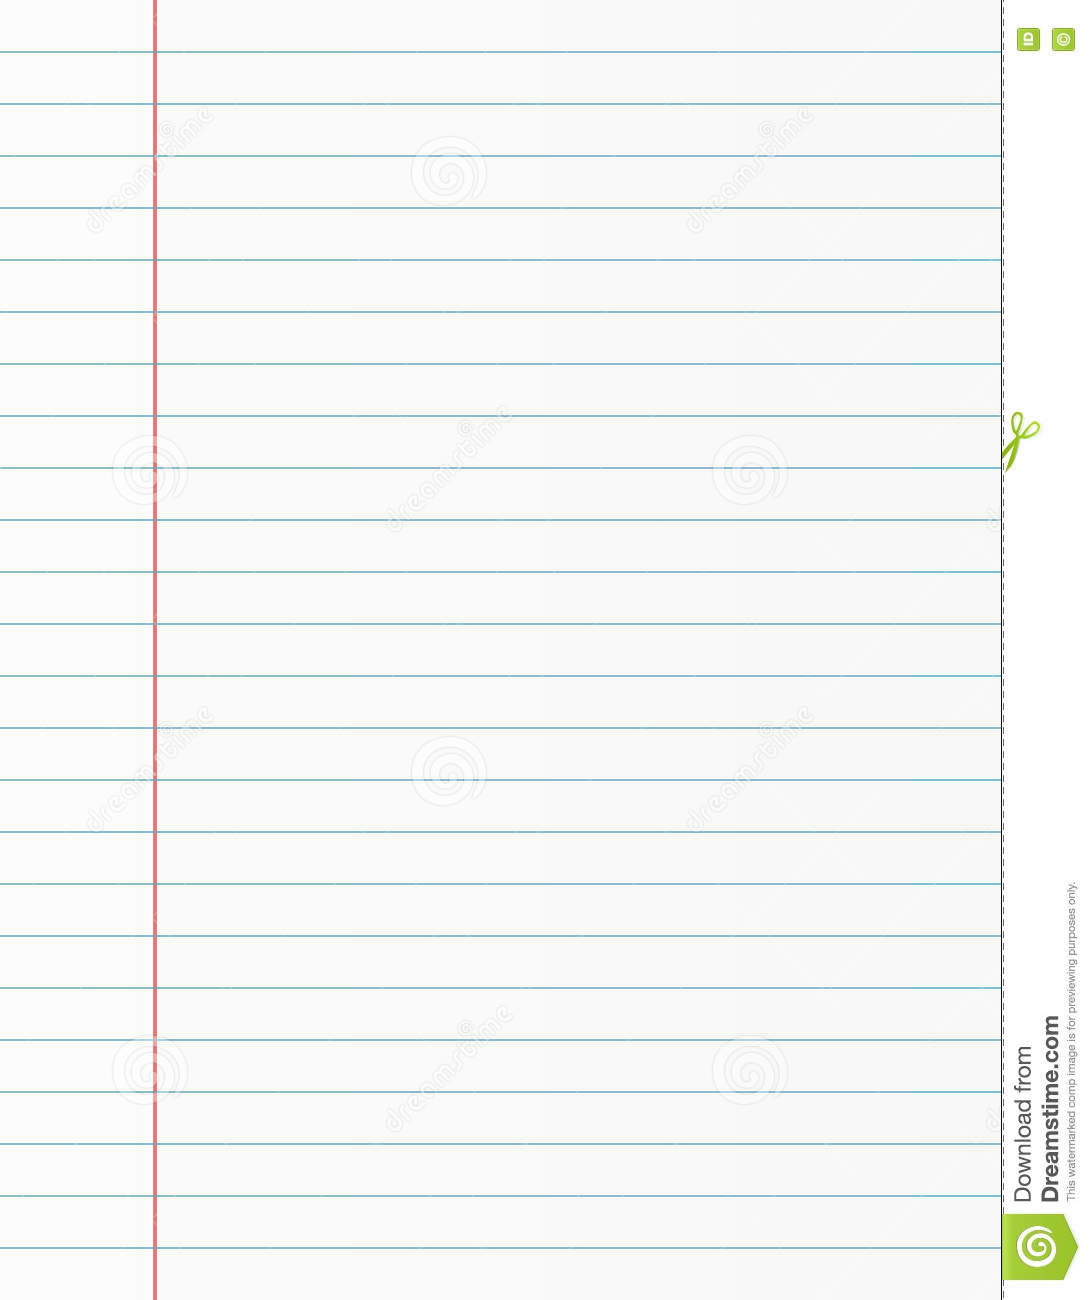 dreamstime
dreamstime
dreamstime
dreamstime
dreamstime
dreamstime
ID
©
Download from
Dreamstime.com
This watermarked comp image is for previewing purposes only.